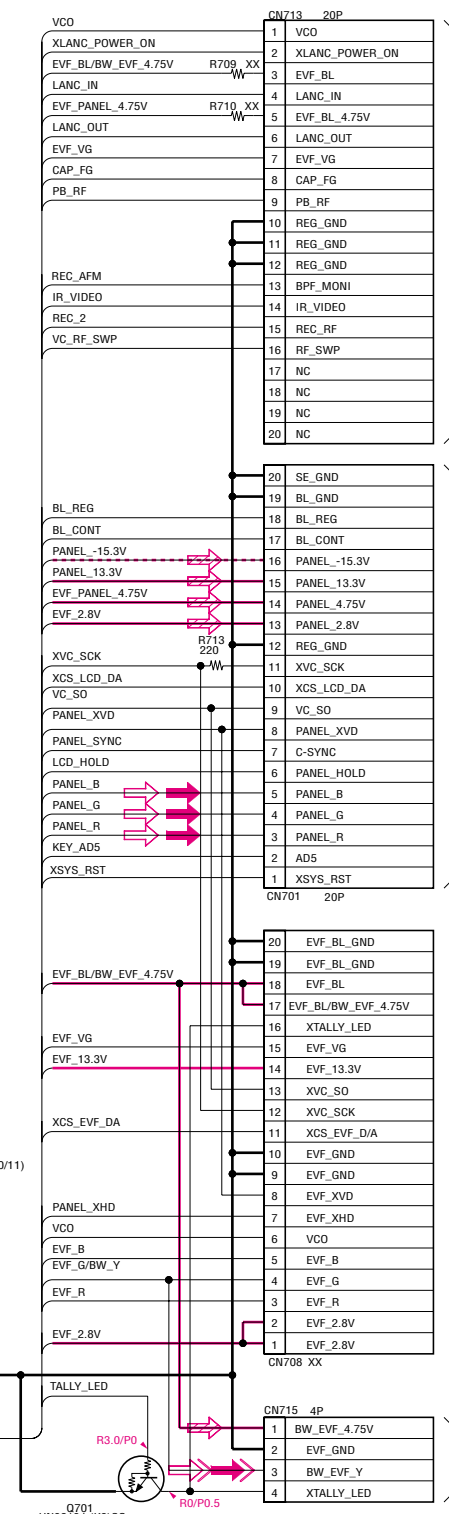 CN713 20P
VCO 1 VCO
XLANC_POWER_ON 2 XLANC_POWER_ON
EVF_BL/BW_EVF_4.75V R709 XX 3 EVF_BL
LANC_IN 4 LANC_IN
EVF_PANEL_4.75V R710 XX 5 EVF_BL_4.75V
LANC_OUT 6 LANC_OUT
EVF_VG 7 EVF_VG
CAP_FG 8 CAP_FG
PB_RF 9 PB_RF
10 REG_GND
11 REG_GND
12 REG_GND
REC_AFM 13 BPF_MONI
IR_VIDEO 14 IR_VIDEO
REC_2 15 REC_RF
VC_RF_SWP 16 RF_SWP
17 NC
18 NC
19 NC
20 NC
20 SE_GND
19 BL_GND
BL_REG 18 BL_REG
BL_CONT 17 BL_CONT
PANEL_-15.3V 16 PANEL_-15.3V
PANEL_13.3V 15 PANEL_13.3V
EVF_PANEL_4.75V 14 PANEL_4.75V
EVF_2.8V 13 PANEL_2.8V
R713
220
12 REG_GND
XVC_SCK 11 XVC_SCK
XCS_LCD_DA 10 XCS_LCD_DA
VC_SO 9 VC_SO
PANEL_XVD 8 PANEL_XVD
PANEL_SYNC 7 C-SYNC
LCD_HOLD 6 PANEL_HOLD
PANEL_B 5 PANEL_B
PANEL_G 4 PANEL_G
PANEL_R 3 PANEL_R
KEY_AD5 2 AD5
XSYS_RST 1 XSYS_RST
CN701 20P
20 EVF_BL_GND
19 EVF_BL_GND
EVF_BL/BW_EVF_4.75V 18 EVF_BL
17 EVF_BL/BW_EVF_4.75V
16 XTALLY_LED
EVF_VG 15 EVF_VG
EVF_13.3V 14 EVF_13.3V
13 XVC_SO
12 XVC_SCK
XCS_EVF_DA 11 XCS_EVF_D/A
10 EVF_GND
0/11)
9 EVF_GND
8 EVF_XVD
PANEL_XHD 7 EVF_XHD
VCO 6 VCO
EVF_B 5 EVF_B
EVF_G/BW_Y 4 EVF_G
EVF_R 3 EVF_R
2 EVF_2.8V
EVF_2.8V 1 EVF_2.8V
CN708 XX
TALLY_LED
CN715 4P
1 BW_EVF_4.75V
R3.0/P0 2 EVF_GND
3 BW_EVF_Y
4 XTALLY_LED
R0/P0.5
Q701